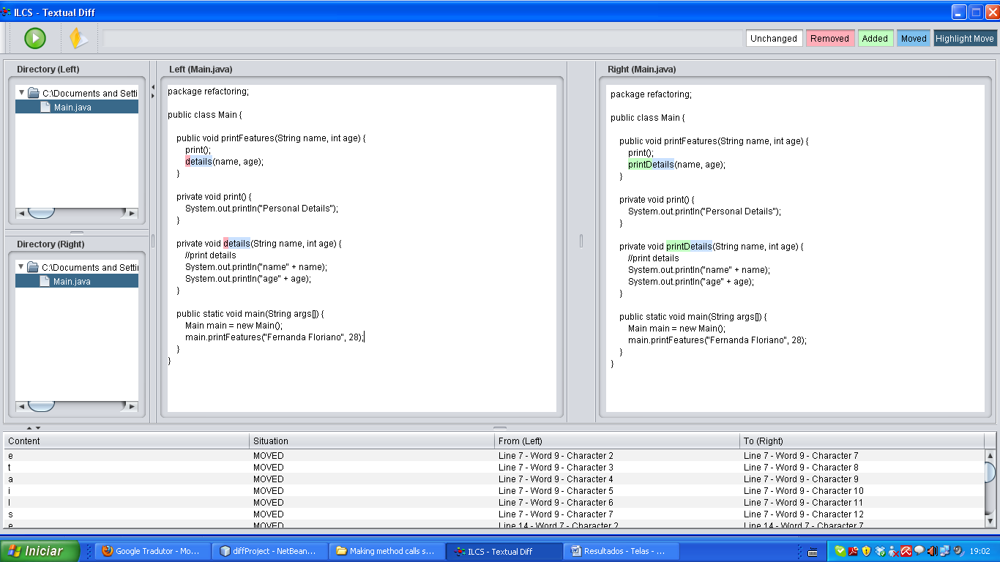 ILCS - Textual Diff
Unchanged Removed Added Moved Highlight Move
Directory (Left)
C:\Documents and Setti
Main.java
Directory (Right)
C:\Documents and Setti
Main.java
Left (Main.java)
package refactoring;
public class Main {
public void printFeatures(String name, int age) {
print();
details(name, age);
}
private void print() {
System.out.println("Personal Details");
}
private void details(String name, int age) {
//print details
System.out.println("name" + name);
System.out.println("age" + age);
}
public static void main(String args[]) {
Main main = new Main();
main.printFeatures("Fernanda Floriano", 28);
}
}
Right (Main.java)
package refactoring;
public class Main {
public void printFeatures(String name, int age) {
print();
printDetails(name, age);
}
private void print() {
System.out.println("Personal Details");
}
private void printDetails(String name, int age) {
//print details
System.out.println("name" + name);
System.out.println("age" + age);
}
public static void main(String args[]) {
Main main = new Main();
main.printFeatures("Fernanda Floriano", 28);
}
}
Content Situation From (Left) To (Right)
e MOVED Line 7 - Word 9 - Character 2 Line 7 - Word 9 - Character 7
t MOVED Line 7 - Word 9 - Character 3 Line 7 - Word 9 - Character 8
a MOVED Line 7 - Word 9 - Character 4 Line 7 - Word 9 - Character 9
i MOVED Line 7 - Word 9 - Character 5 Line 7 - Word 9 - Character 10
l MOVED Line 7 - Word 9 - Character 6 Line 7 - Word 9 - Character 11
s MOVED Line 7 - Word 9 - Character 7 Line 7 - Word 9 - Character 12
e MOVED Line 14 - Word 7 - Character 2 Line 14 - Word 7 - Character 7
Iniciar Google Tradutor - Mo... diffProject - NetBean... Making method calls s... ILCS - Textual Diff Resultados - Telas - ... 19:02